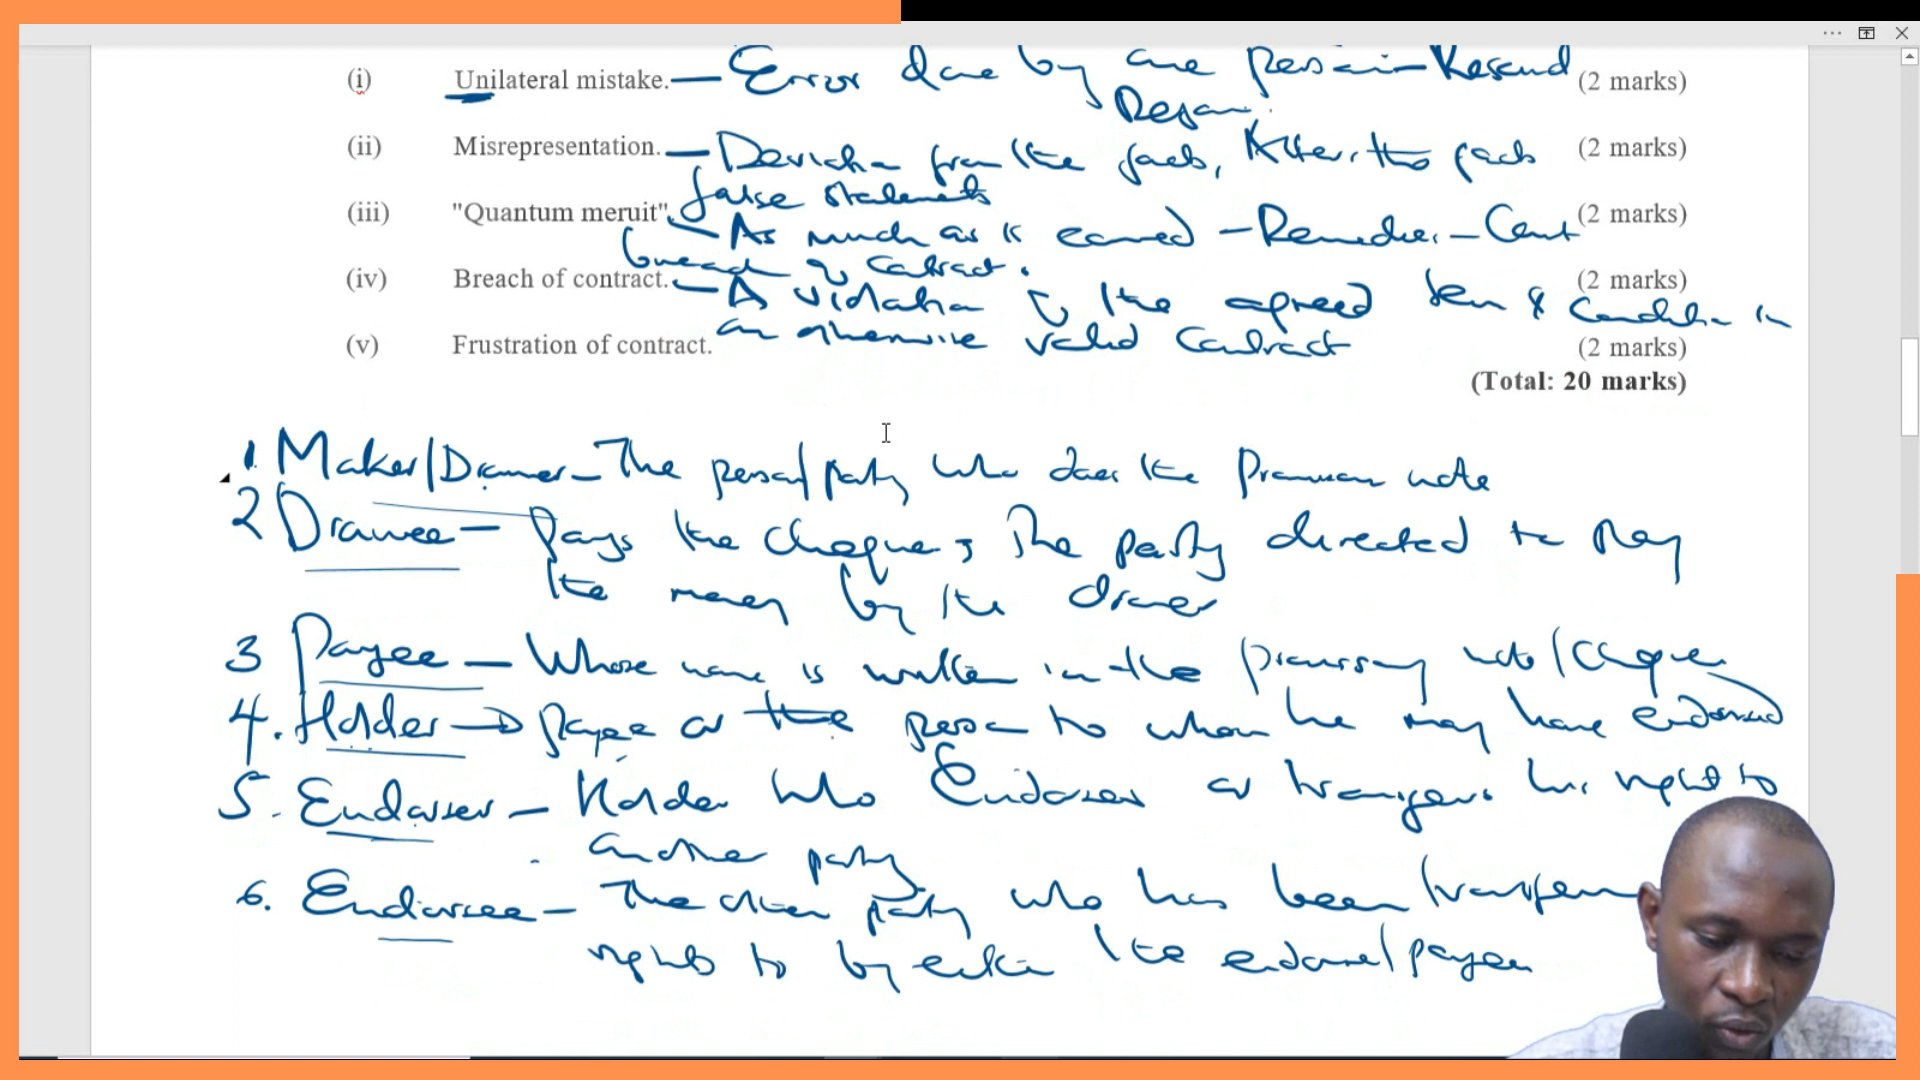 (i) Unilateral mistake. — Error done by one person – Rescind (2 marks)
(ii) Misrepresentation. — from the facts, Alter, the facts (2 marks)
false statements
(iii) "Quantum meruit". As much as is earned – Remedies – (2 marks)
breach of contract.
(iv) Breach of contract. — A violation of the agreed term & Condition in (2 marks)
an otherwise valid Contract
(v) Frustration of contract. (2 marks)
(Total: 20 marks)
1. Maker/Drawer – The person/party who does the note
2 Drawee – Pays the Cheque, The party directed to pay
the money by the drawer
3 Payee – Whose name is written in the promissory note/Cheque
4. Holder → payee or the person to whom he may have endorsed
5. Endorser – Holder who Endorses or transfers his right to
another party
6. Endorsee – The other party who has been
rights to by either the endorser/payee